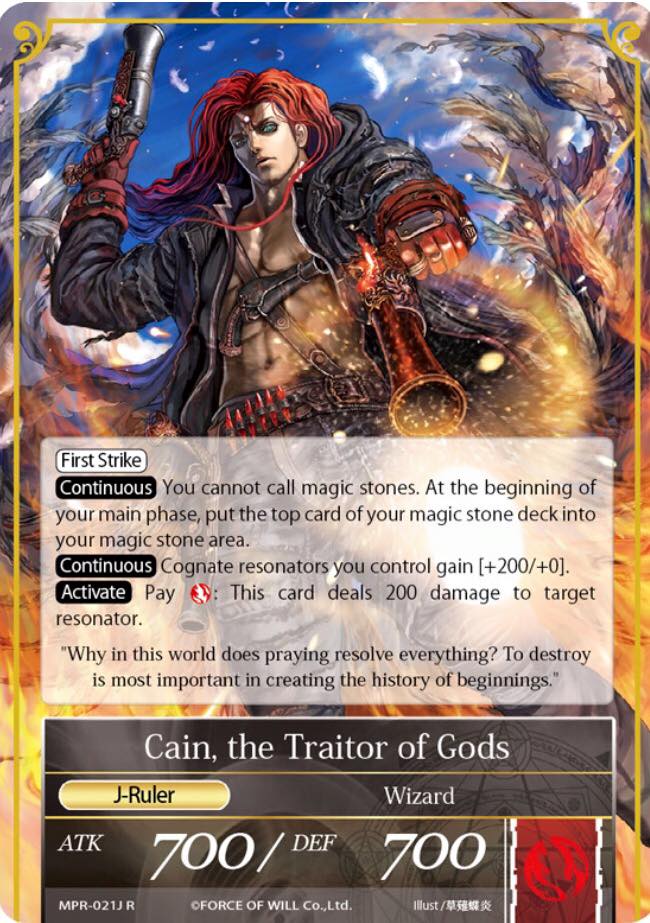 First Strike
Continuous You cannot call magic stones. At the beginning of
your main phase, put the top card of your magic stone deck into
your magic stone area.
Continuous Cognate resonators you control gain [+200/+0].
Activate Pay : This card deals 200 damage to target
resonator.
"Why in this world does praying resolve everything? To destroy
is most important in creating the history of beginnings."
Cain, the Traitor of Gods
J-Ruler Wizard
ATK 700/ DEF 700
MPR-021J R ©FORCE OF WILL Co.,Ltd. Illust/草薙蝶炎